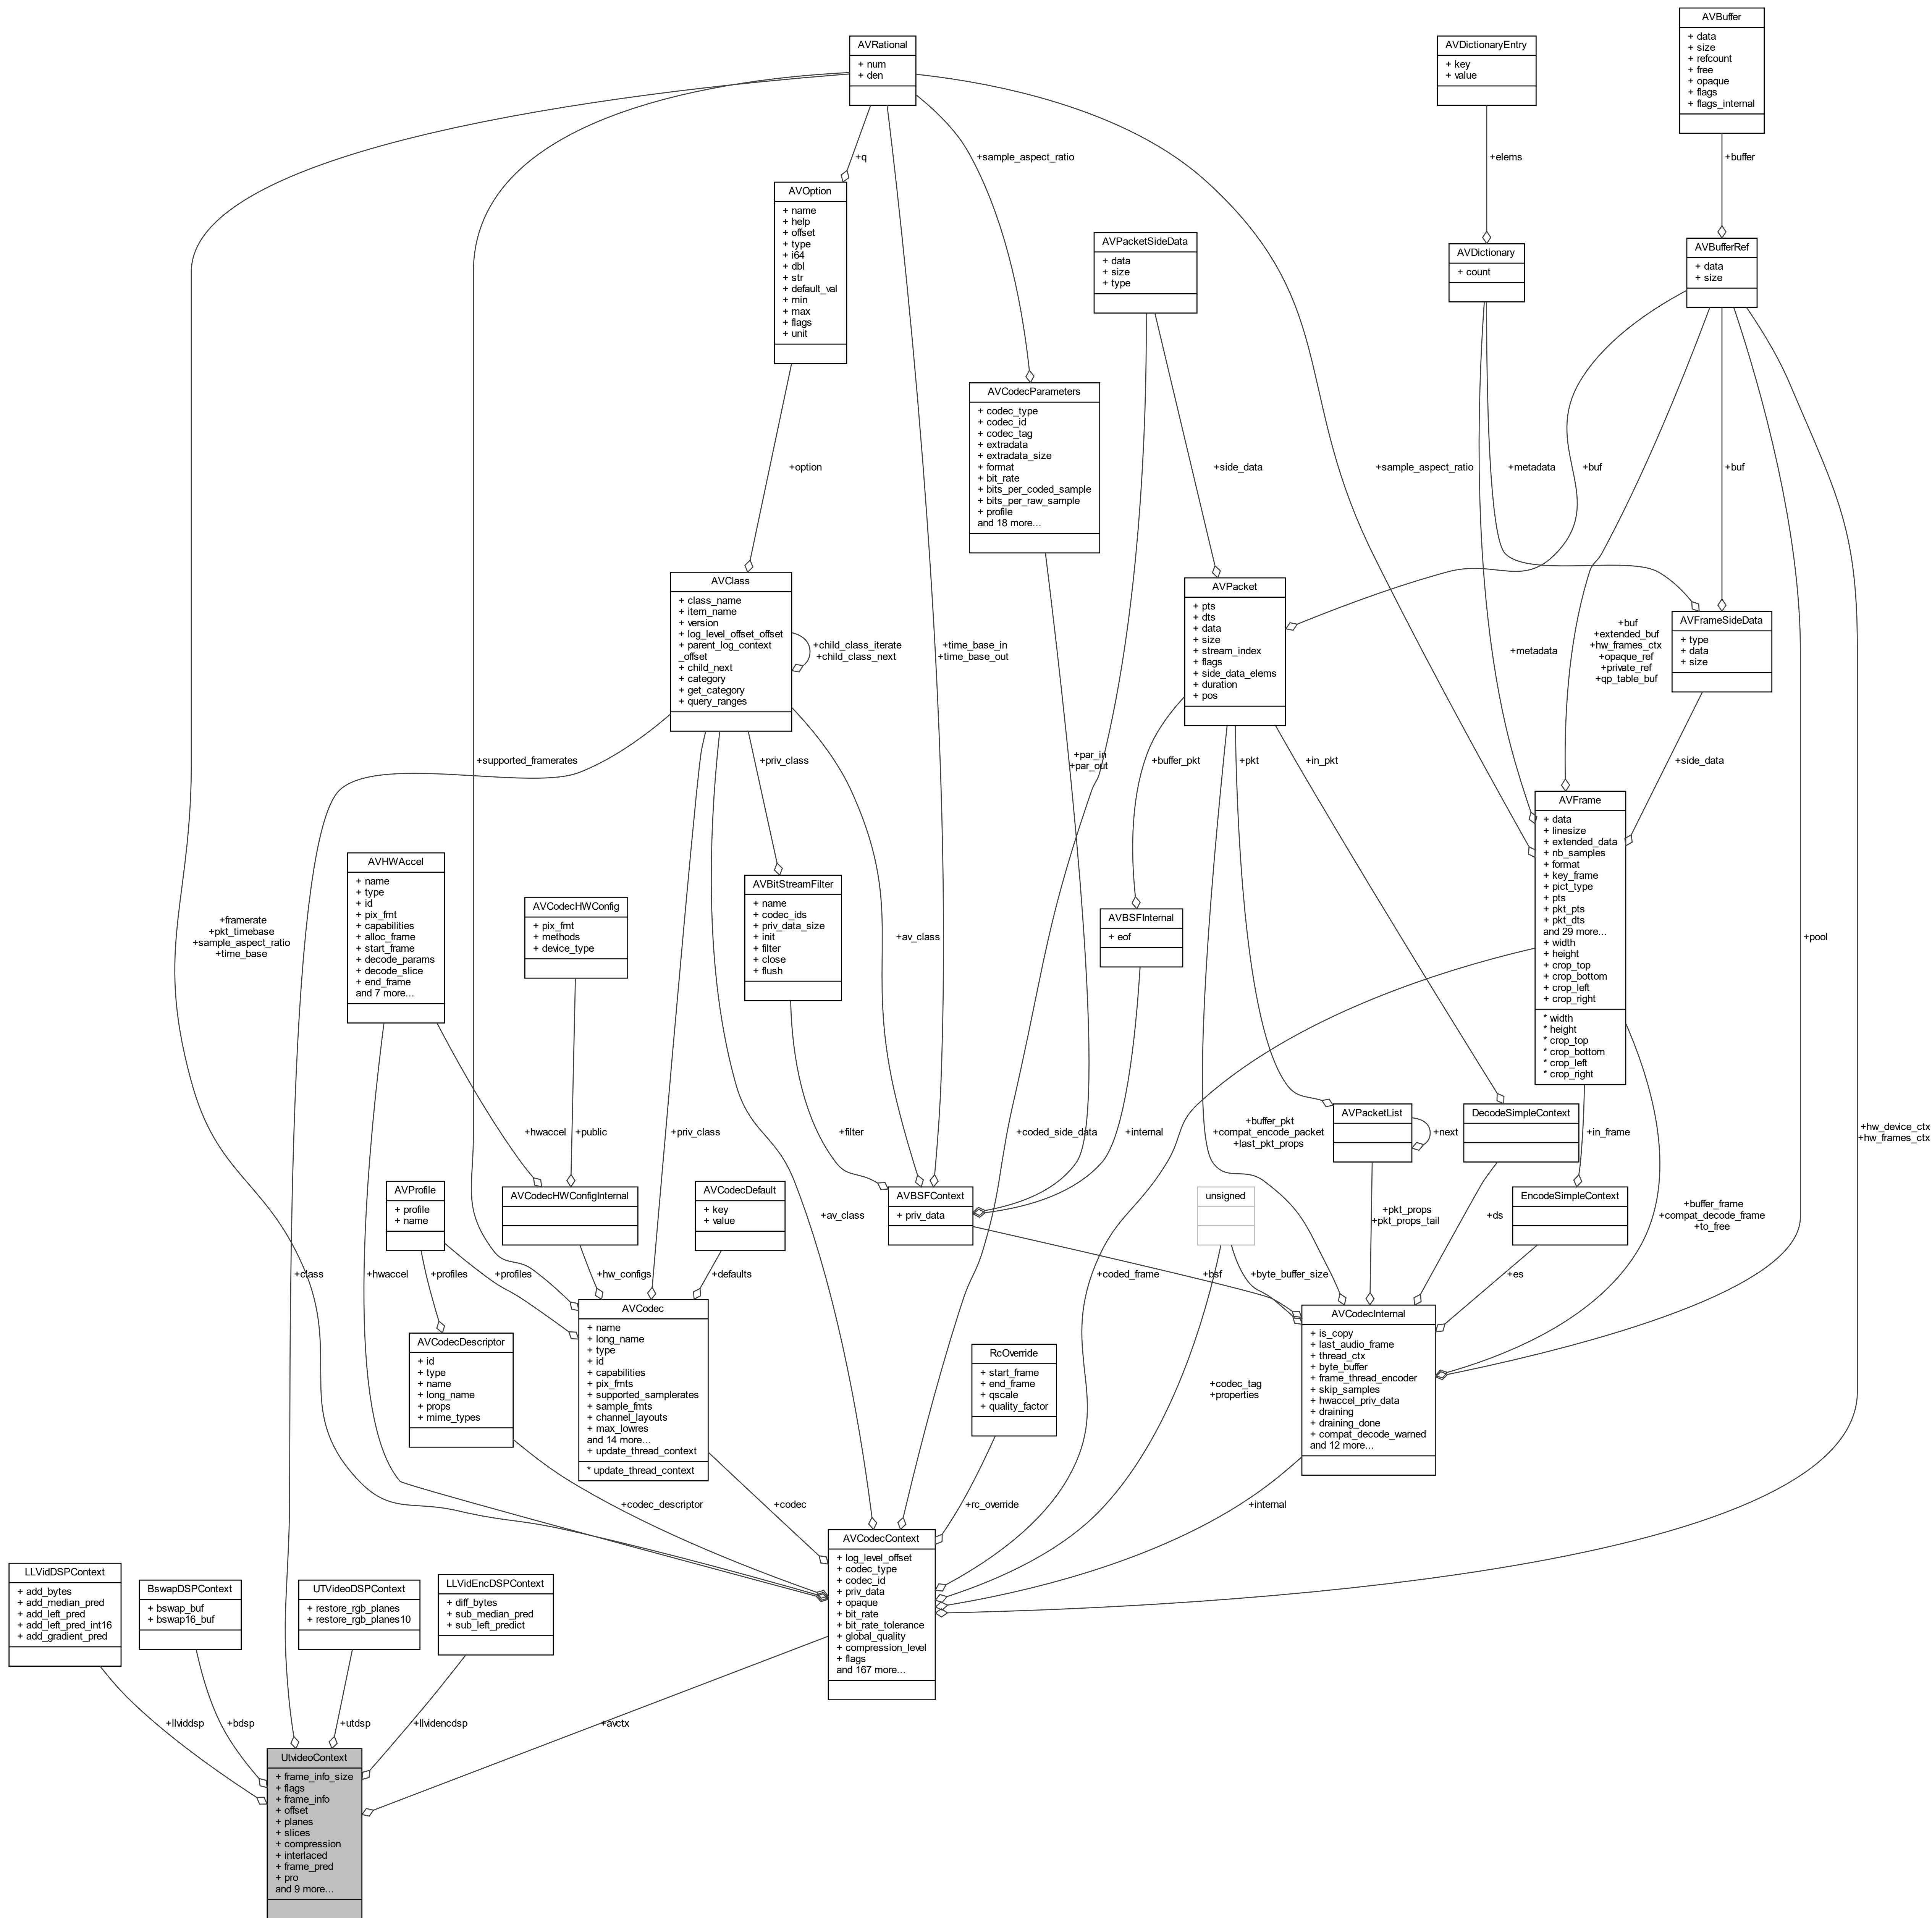 AVBuffer
+ data
+ size
+ refcount
+ free
+ opaque
+ flags
+ flags_internal
AVRational
+ num
+ den
AVDictionaryEntry
+ key
+ value
+q
+sample_aspect_ratio
+elems
+buffer
AVOption
+ name
+ help
+ offset
+ type
+ i64
+ dbl
+ str
+ default_val
+ min
+ max
+ flags
+ unit
AVPacketSideData
+ data
+ size
+ type
AVDictionary
+ count
AVBufferRef
+ data
+ size
AVCodecParameters
+ codec_type
+ codec_id
+ codec_tag
+ extradata
+ extradata_size
+ format
+ bit_rate
+ bits_per_coded_sample
+ bits_per_raw_sample
+ profile
and 18 more...
+option
+side_data
+sample_aspect_ratio
+metadata
+buf
+buf
AVClass
+ class_name
+ item_name
+ version
+ log_level_offset_offset
+ parent_log_context
_offset
+ child_next
+ category
+ get_category
+ query_ranges
+child_class_iterate
+child_class_next
+time_base_in
+time_base_out
AVPacket
+ pts
+ dts
+ data
+ size
+ stream_index
+ flags
+ side_data_elems
+ duration
+ pos
+metadata
+buf
+extended_buf
+hw_frames_ctx
+opaque_ref
+private_ref
+qp_table_buf
AVFrameSideData
+ type
+ data
+ size
+supported_framerates
+priv_class
+par_in
+par_out
+buffer_pkt
+pkt
+in_pkt
+side_data
AVFrame
+ data
+ linesize
+ extended_data
+ nb_samples
+ format
+ key_frame
+ pict_type
+ pts
+ pkt_pts
+ pkt_dts
and 29 more...
+ width
+ height
+ crop_top
+ crop_bottom
+ crop_left
+ crop_right
* width
* height
* crop_top
* crop_bottom
* crop_left
* crop_right
AVHWAccel
+ name
+ type
+ id
+ pix_fmt
+ capabilities
+ alloc_frame
+ start_frame
+ decode_params
+ decode_slice
+ end_frame
and 7 more...
AVCodecHWConfig
+ pix_fmt
+ methods
+ device_type
AVBitStreamFilter
+ name
+ codec_ids
+ priv_data_size
+ init
+ filter
+ close
+ flush
AVBSFInternal
+ eof
+framerate
+pkt_timebase
+sample_aspect_ratio
+time_base
+av_class
+pool
+hwaccel
+public
+priv_class
+filter
+coded_side_data
+internal
+buffer_pkt
+compat_encode_packet
+last_pkt_props
AVPacketList
+next
DecodeSimpleContext
+in_frame
+hw_device_ctx
+hw_frames_ctx
AVProfile
+ profile
+ name
AVCodecHWConfigInternal
AVCodecDefault
+ key
+ value
+av_class
AVBSFContext
+ priv_data
unsigned
+pkt_props
+pkt_props_tail
+ds
EncodeSimpleContext
+buffer_frame
+compat_decode_frame
+to_free
+class
+hwaccel
+profiles
+profiles
+hw_configs
+defaults
+coded_frame
+bsf
+byte_buffer_size
+es
AVCodecDescriptor
+ id
+ type
+ name
+ long_name
+ props
+ mime_types
AVCodec
+ name
+ long_name
+ type
+ id
+ capabilities
+ pix_fmts
+ supported_samplerates
+ sample_fmts
+ channel_layouts
+ max_lowres
and 14 more...
+ update_thread_context
* update_thread_context
RcOverride
+ start_frame
+ end_frame
+ qscale
+ quality_factor
+codec_tag
+properties
AVCodecInternal
+ is_copy
+ last_audio_frame
+ thread_ctx
+ byte_buffer
+ frame_thread_encoder
+ skip_samples
+ hwaccel_priv_data
+ draining
+ draining_done
+ compat_decode_warned
and 12 more...
+codec_descriptor
+codec
+rc_override
+internal
AVCodecContext
+ log_level_offset
+ codec_type
+ codec_id
+ priv_data
+ opaque
+ bit_rate
+ bit_rate_tolerance
+ global_quality
+ compression_level
+ flags
and 167 more...
LLVidDSPContext
+ add_bytes
+ add_median_pred
+ add_left_pred
+ add_left_pred_int16
+ add_gradient_pred
BswapDSPContext
+ bswap_buf
+ bswap16_buf
UTVideoDSPContext
+ restore_rgb_planes
+ restore_rgb_planes10
LLVidEncDSPContext
+ diff_bytes
+ sub_median_pred
+ sub_left_predict
+llviddsp
+bdsp
+utdsp
+llvidencdsp
+avctx
UtvideoContext
+ frame_info_size
+ flags
+ frame_info
+ offset
+ planes
+ slices
+ compression
+ interlaced
+ frame_pred
+ pro
and 9 more...